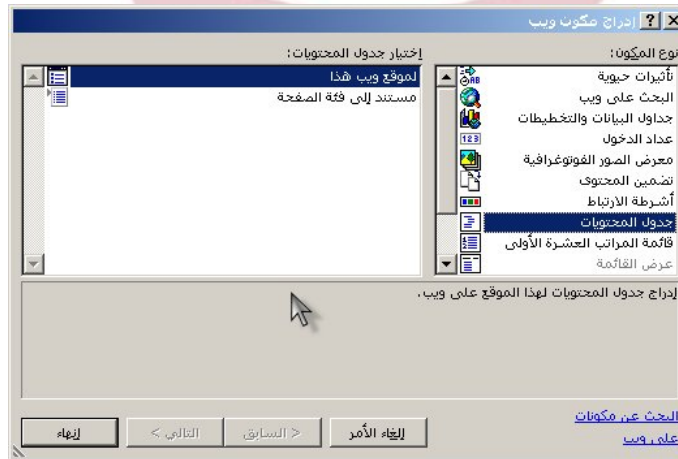 إدراج مكون ويب
نوع المكون:
تأثيرات حيوية
البحث على ويب
جداول البيانات والتخطيطات
عداد الدخول
معرض الصور الفوتوغرافية
تضمين المحتوى
أشرطة الارتباط
جدول المحتويات
قائمة المراتب العشرة الأولى
عرض القائمة
إختيار جدول المحتويات:
لموقع ويب هذا
مستند إلى فئة الصفحة
إدراج جدول المحتويات لهذا الموقع على ويب.
البحث عن مكونات
على ويب
إلغاء الأمر
< السابق
التالي >
إنهاء